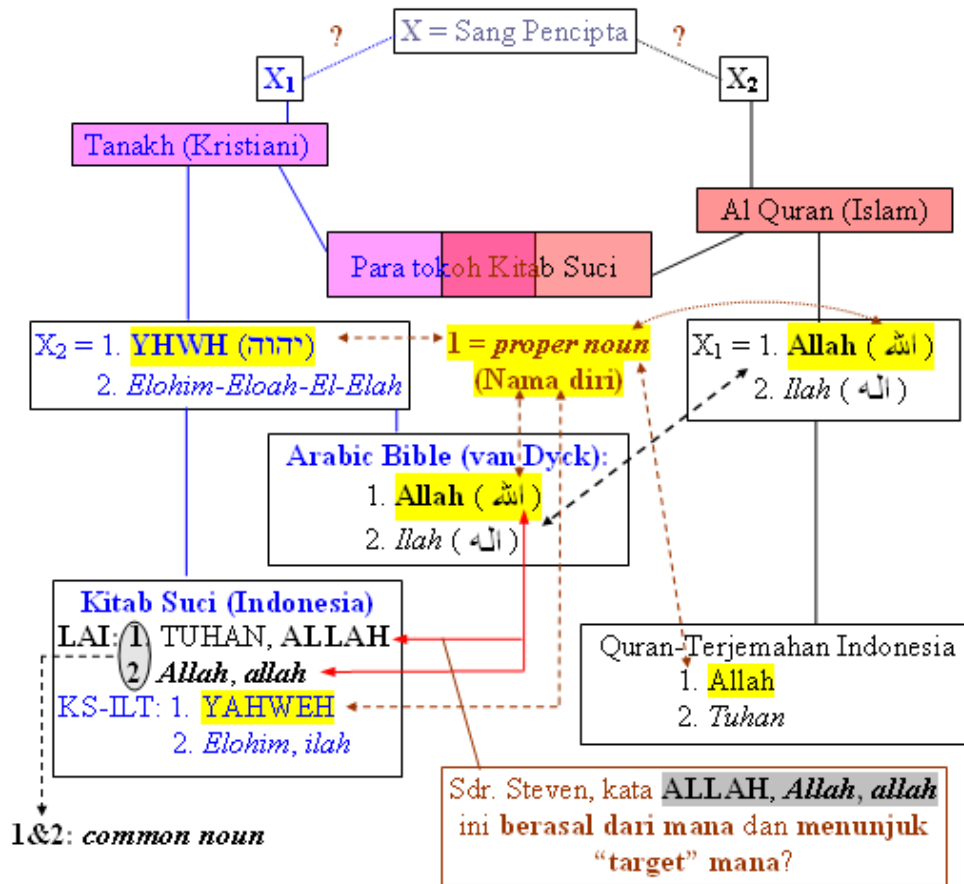 X = Sang Pencipta
?
?
X1
X2
Tanakh (Kristiani)
Al Quran (Islam)
Para tokoh Kitab Suci
X2 = 1. YHWH (יהוה)
2. Elohim-Eloah-El-Elah
1 = proper noun
(Nama diri)
X1 = 1. Allah ( الله )
2. Ilah ( اله )
Arabic Bible (van Dyck):
1. Allah ( الله )
2. Ilah ( اله )
Kitab Suci (Indonesia)
LAI: 1. TUHAN, ALLAH
2 Allah, allah
KS-ILT: 1. YAHWEH
2. Elohim, ilah
Quran-Terjemahan Indonesia
1. Allah
2. Tuhan
1&2: common noun
Sdr. Steven, kata ALLAH, Allah, allah
ini berasal dari mana dan menunjuk
“target” mana?